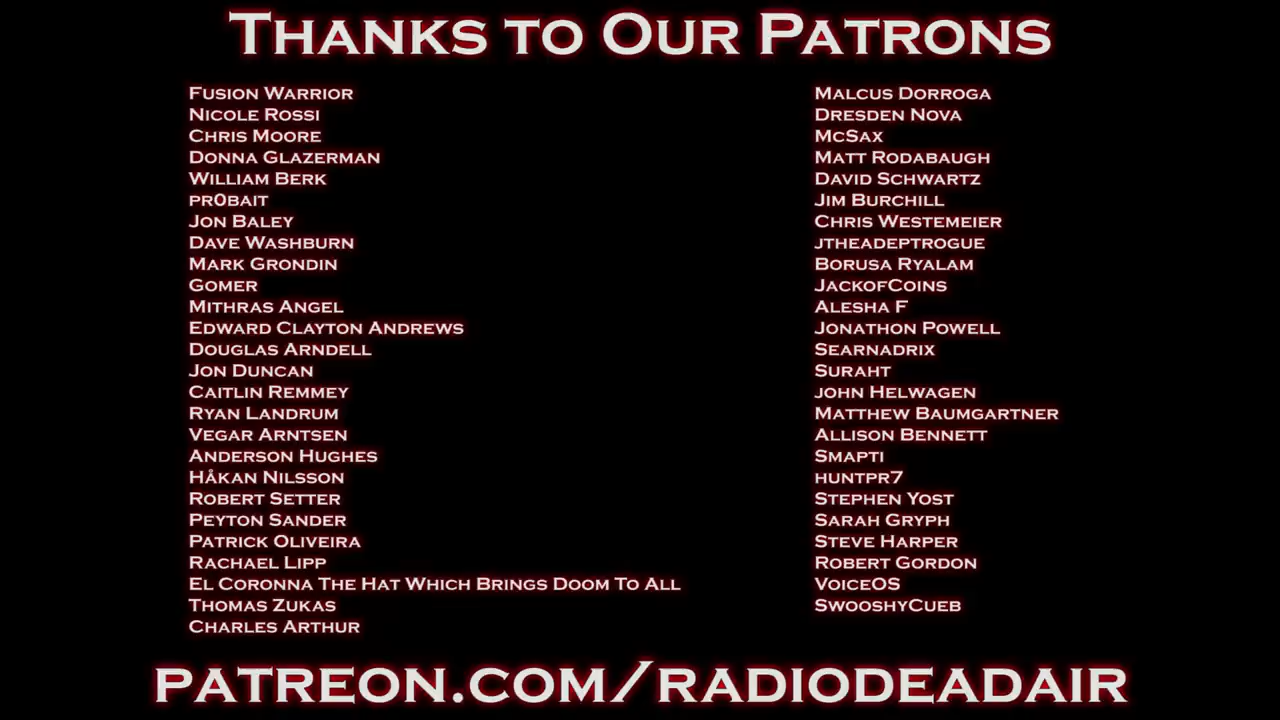 Thanks to Our Patrons
Fusion Warrior
Nicole Rossi
Chris Moore
Donna Glazerman
William Berk
pr0bait
Jon Baley
Dave Washburn
Mark Grondin
Gomer
Mithras Angel
Edward Clayton Andrews
Douglas Arndell
Jon Duncan
Caitlin Remmey
Ryan Landrum
Vegar Arntsen
Anderson Hughes
Håkan Nilsson
Robert Setter
Peyton Sander
Patrick Oliveira
Rachael Lipp
El Coronna The Hat Which Brings Doom To All
Thomas Zukas
Charles Arthur
Malcus Dorroga
Dresden Nova
McSax
Matt Rodabaugh
David Schwartz
Jim Burchill
Chris Westemeier
jtheadeptrogue
Borusa Ryalam
JackofCoins
Alesha F
Jonathon Powell
Searnadrix
Suraht
john Helwagen
Matthew Baumgartner
Allison Bennett
Smapti
huntpr7
Stephen Yost
Sarah Gryph
Steve Harper
Robert Gordon
VoiceOS
SwooshyCueb
patreon.com/radiodeadair